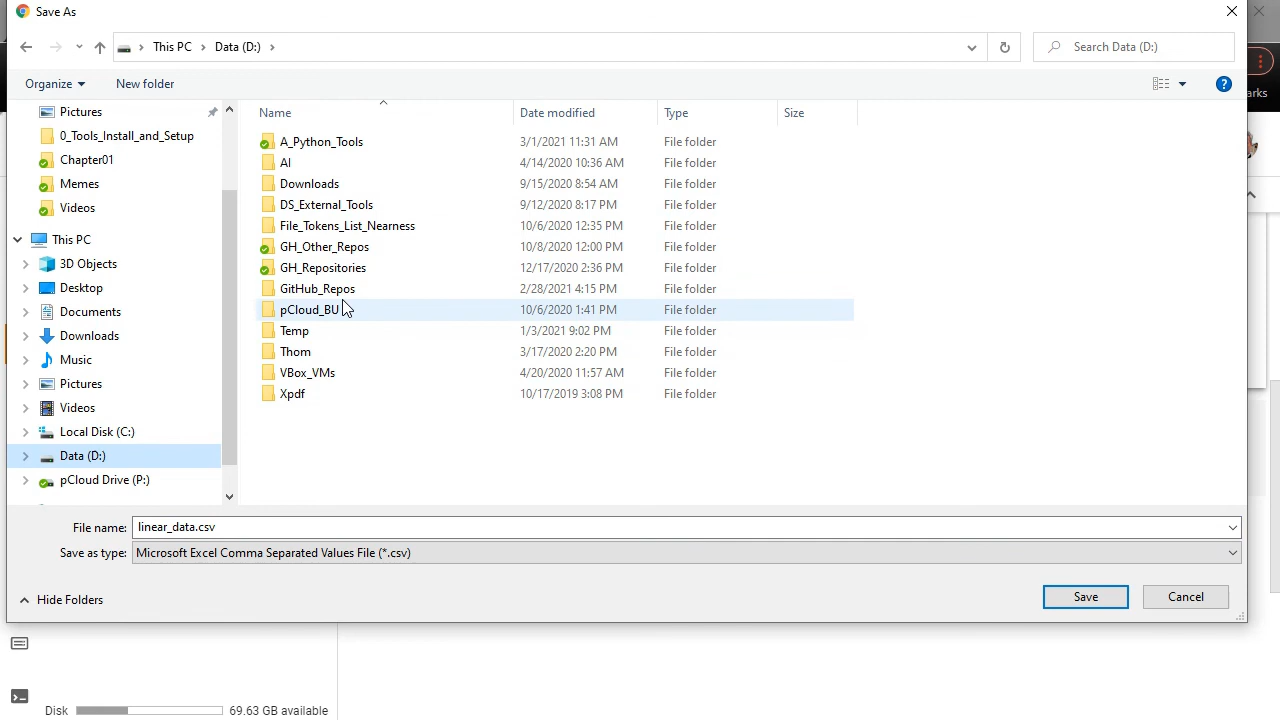 Save As
This PC
Data (D:)
Search Data (D:)
Organize
New folder
Name
Date modified
Type
Size
Pictures
0_Tools_Install_and_Setup
Chapter01
Memes
Videos
This PC
3D Objects
Desktop
Documents
Downloads
Music
Pictures
Videos
Local Disk (C:)
Data (D:)
pCloud Drive (P:)
A_Python_Tools 3/1/2021 11:31 AM File folder
AI 4/14/2020 10:36 AM File folder
Downloads 9/15/2020 8:54 AM File folder
DS_External_Tools 9/12/2020 8:17 PM File folder
File_Tokens_List_Nearness 10/6/2020 12:35 PM File folder
GH_Other_Repos 10/8/2020 12:00 PM File folder
GH_Repositories 12/17/2020 2:36 PM File folder
GitHub_Repos 2/28/2021 4:15 PM File folder
pCloud_BU 10/6/2020 1:41 PM File folder
Temp 1/3/2021 9:02 PM File folder
Thom 3/17/2020 2:20 PM File folder
VBox_VMs 4/20/2020 11:57 AM File folder
Xpdf 10/17/2019 3:08 PM File folder
File name: linear_data.csv
Save as type: Microsoft Excel Comma Separated Values File (*.csv)
Hide Folders
Save
Cancel
arks
Disk 69.63 GB available